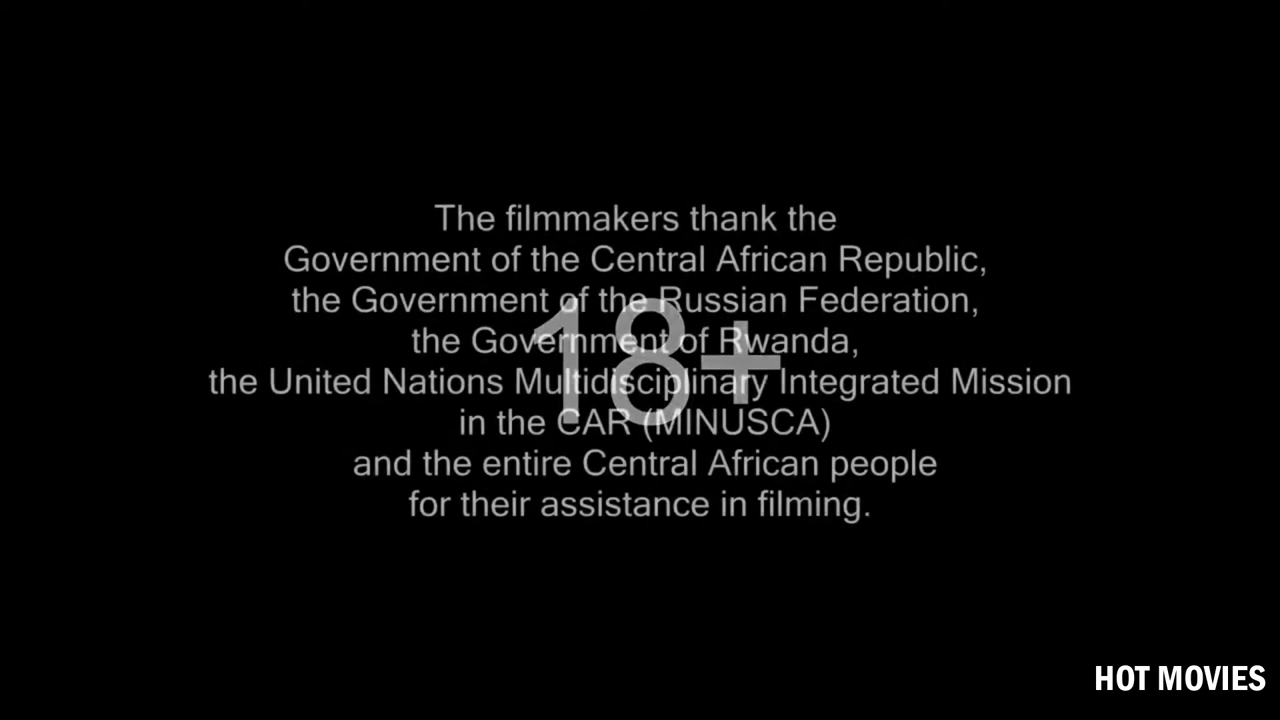 The filmmakers thank the
Government of the Central African Republic,
the Government of the Russian Federation,
the Government of Rwanda,
18+
the United Nations Multidisciplinary Integrated Mission
in the CAR (MINUSCA)
and the entire Central African people
for their assistance in filming.
HOT MOVIES